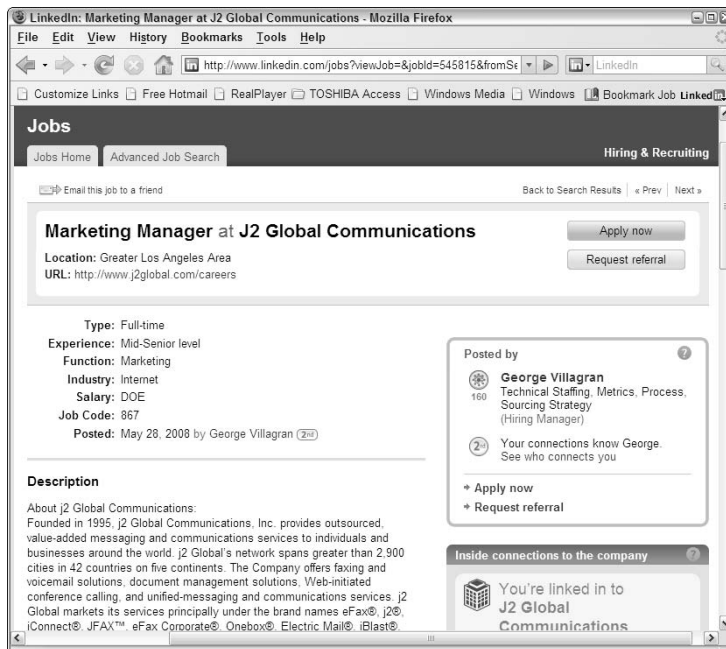 LinkedIn: Marketing Manager at J2 Global Communications - Mozilla Firefox
File Edit View History Bookmarks Tools Help
http://www.linkedin.com/jobs?viewJob=&jobId=545815&fromSe
LinkedIn
Customize Links Free Hotmail RealPlayer TOSHIBA Access Windows Media Windows Bookmark Job Linked in
Jobs
Jobs Home Advanced Job Search Hiring & Recruiting
Email this job to a friend Back to Search Results « Prev Next »
Marketing Manager at J2 Global Communications
Apply now
Location: Greater Los Angeles Area
URL: http://www.j2global.com/careers
Request referral
Type: Full-time
Experience: Mid-Senior level
Function: Marketing
Industry: Internet
Salary: DOE
Job Code: 867
Posted: May 28, 2008 by George Villagran 2nd
Posted by
George Villagran
160
Technical Staffing, Metrics, Process,
Sourcing Strategy
(Hiring Manager)
2nd
Your connections know George.
See who connects you
Apply now
Request referral
Description
About j2 Global Communications:
Founded in 1995, j2 Global Communications, Inc. provides outsourced,
value-added messaging and communications services to individuals and
businesses around the world. j2 Global's network spans greater than 2,900
cities in 42 countries on five continents. The Company offers faxing and
voicemail solutions, document management solutions, Web-initiated
conference calling, and unified-messaging and communications services. j2
Global markets its services principally under the brand names eFax®, j2®,
jConnect®, JFAX™, eFax Corporate®, Onebox®, Electric Mail®, iBlast®,
Inside connections to the company
You're linked in to
J2 Global
Communications